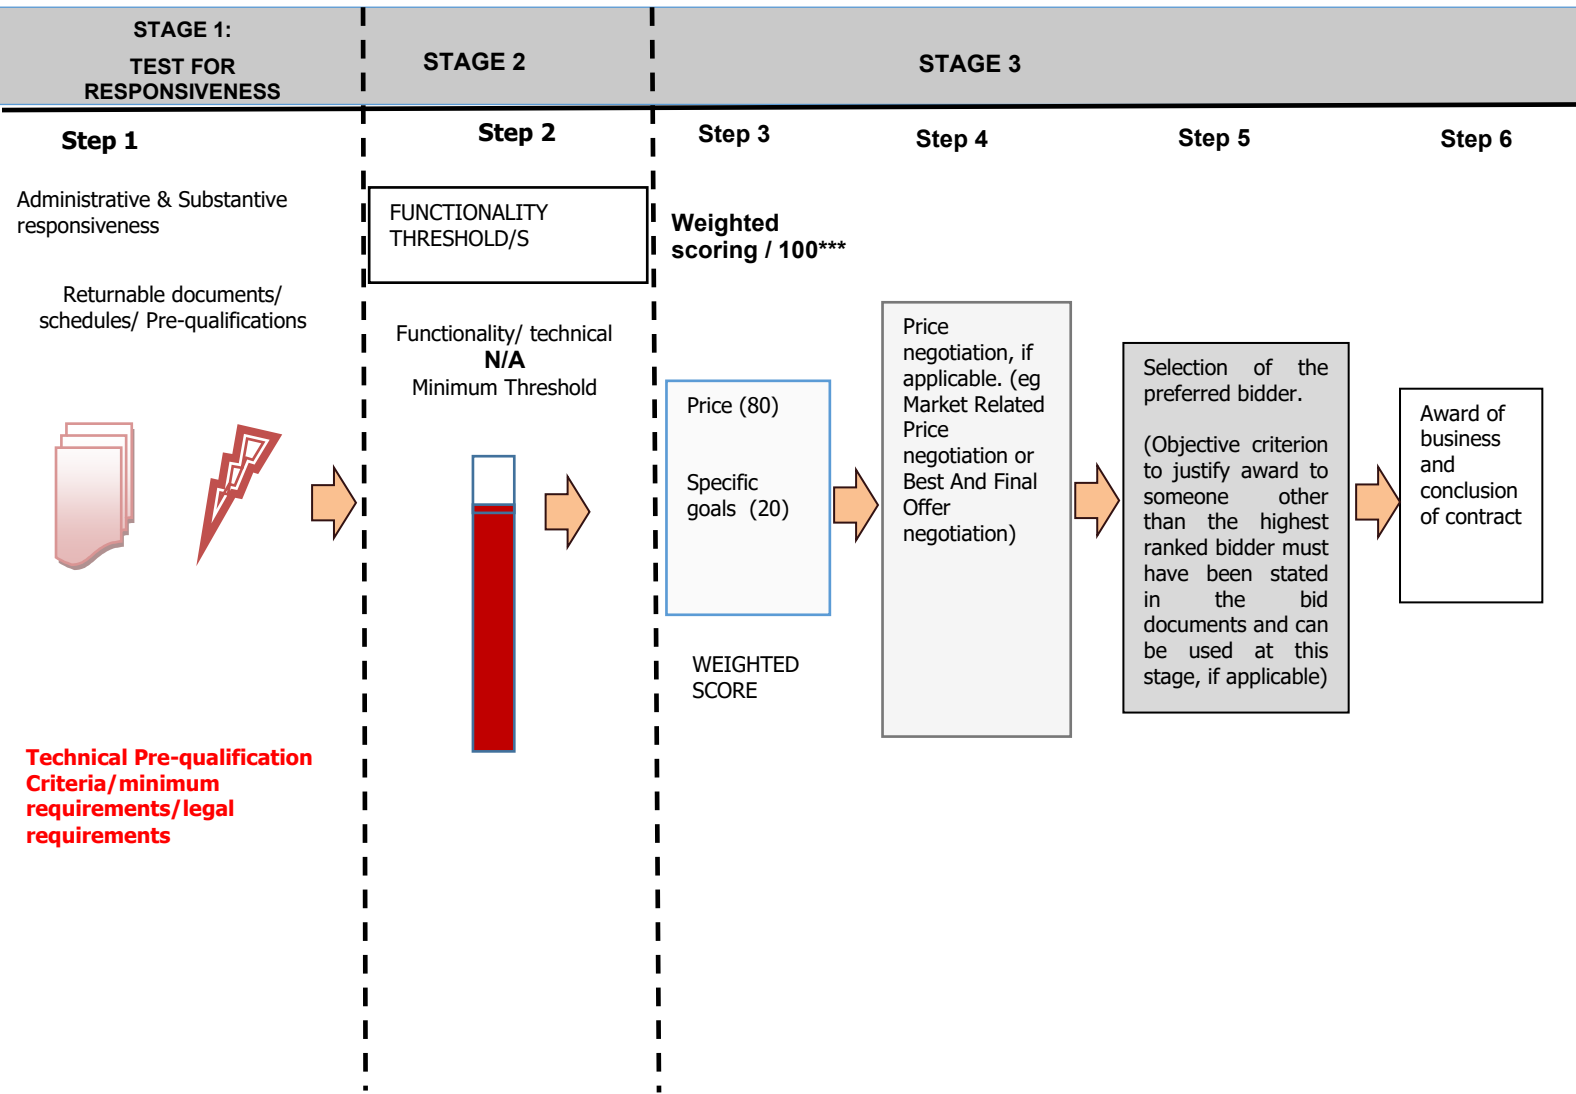 STAGE 1:
TEST FOR
RESPONSIVENESS
STAGE 2
STAGE 3
Step 1
Step 2
Step 3
Step 4
Step 5
Step 6
Administrative & Substantive
responsiveness
Returnable documents/
schedules/ Pre-qualifications
Technical Pre-qualification
Criteria/minimum
requirements/legal
requirements
FUNCTIONALITY
THRESHOLD/S
Functionality/ technical
N/A
Minimum Threshold
Weighted
scoring / 100***
Price (80)
Specific
goals (20)
WEIGHTED
SCORE
Price
negotiation, if
applicable. (eg
Market Related
Price
negotiation or
Best And Final
Offer
negotiation)
Selection of the
preferred bidder.
(Objective criterion
to justify award to
someone other
than the highest
ranked bidder must
have been stated
in the bid
documents and can
be used at this
stage, if applicable)
Award of
business
and
conclusion
of contract